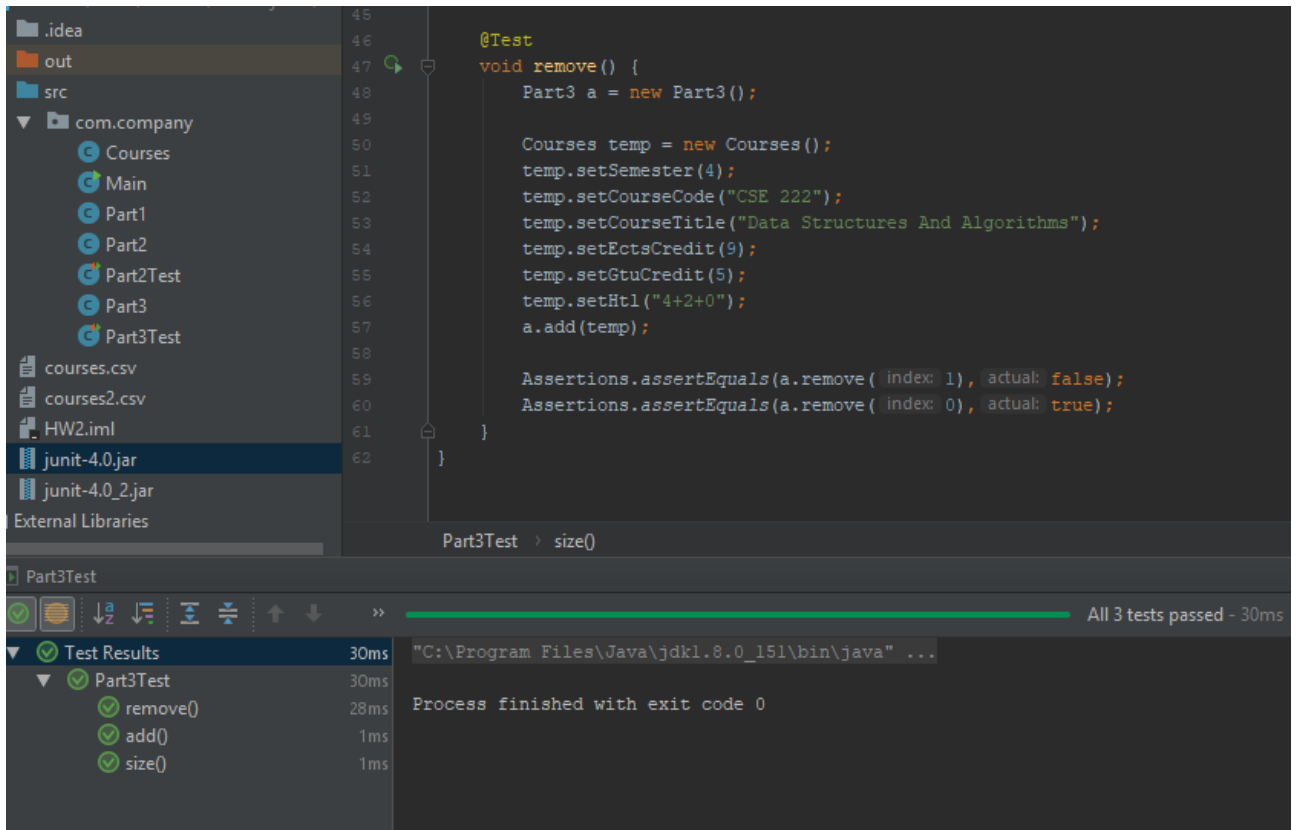 .idea
out
src
com.company
Courses
Main
Part1
Part2
Part2Test
Part3
Part3Test
courses.csv
courses2.csv
HW2.iml
junit-4.0.jar
junit-4.0_2.jar
External Libraries
45
46 @Test
47 void remove() {
48 Part3 a = new Part3();
49
50 Courses temp = new Courses();
51 temp.setSemester(4);
52 temp.setCourseCode("CSE 222");
53 temp.setCourseTitle("Data Structures And Algorithms");
54 temp.setEctsCredit(9);
55 temp.setGtuCredit(5);
56 temp.setHtl("4+2+0");
57 a.add(temp);
58
59 Assertions.assertEquals(a.remove( index: 1), actual: false);
60 Assertions.assertEquals(a.remove( index: 0), actual: true);
61 }
62 }
Part3Test > size()
Part3Test
» All 3 tests passed - 30ms
Test Results 30ms
Part3Test 30ms
remove() 28ms
add() 1ms
size() 1ms
"C:\Program Files\Java\jdk1.8.0_151\bin\java" ...
Process finished with exit code 0